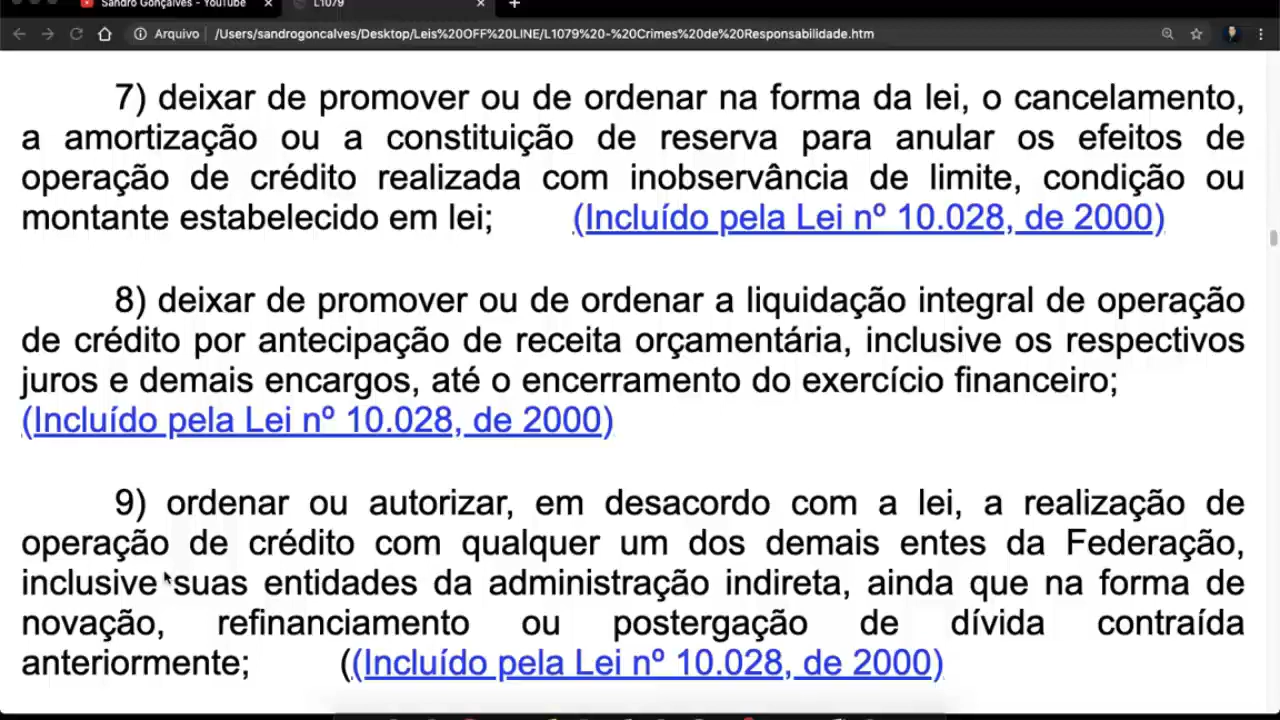 Sandro Gonçalves - YouTube × L1079 × +
Arquivo | /Users/sandrogoncalves/Desktop/Leis%20OFF%20LINE/L1079%20-%20Crimes%20de%20Responsabilidade.htm
7) deixar de promover ou de ordenar na forma da lei, o cancelamento,
a amortização ou a constituição de reserva para anular os efeitos de
operação de crédito realizada com inobservância de limite, condição ou
montante estabelecido em lei; (Incluído pela Lei nº 10.028, de 2000)
8) deixar de promover ou de ordenar a liquidação integral de operação
de crédito por antecipação de receita orçamentária, inclusive os respectivos
juros e demais encargos, até o encerramento do exercício financeiro;
(Incluído pela Lei nº 10.028, de 2000)
9) ordenar ou autorizar, em desacordo com a lei, a realização de
operação de crédito com qualquer um dos demais entes da Federação,
inclusive suas entidades da administração indireta, ainda que na forma de
novação, refinanciamento ou postergação de dívida contraída
anteriormente; ((Incluído pela Lei nº 10.028, de 2000)